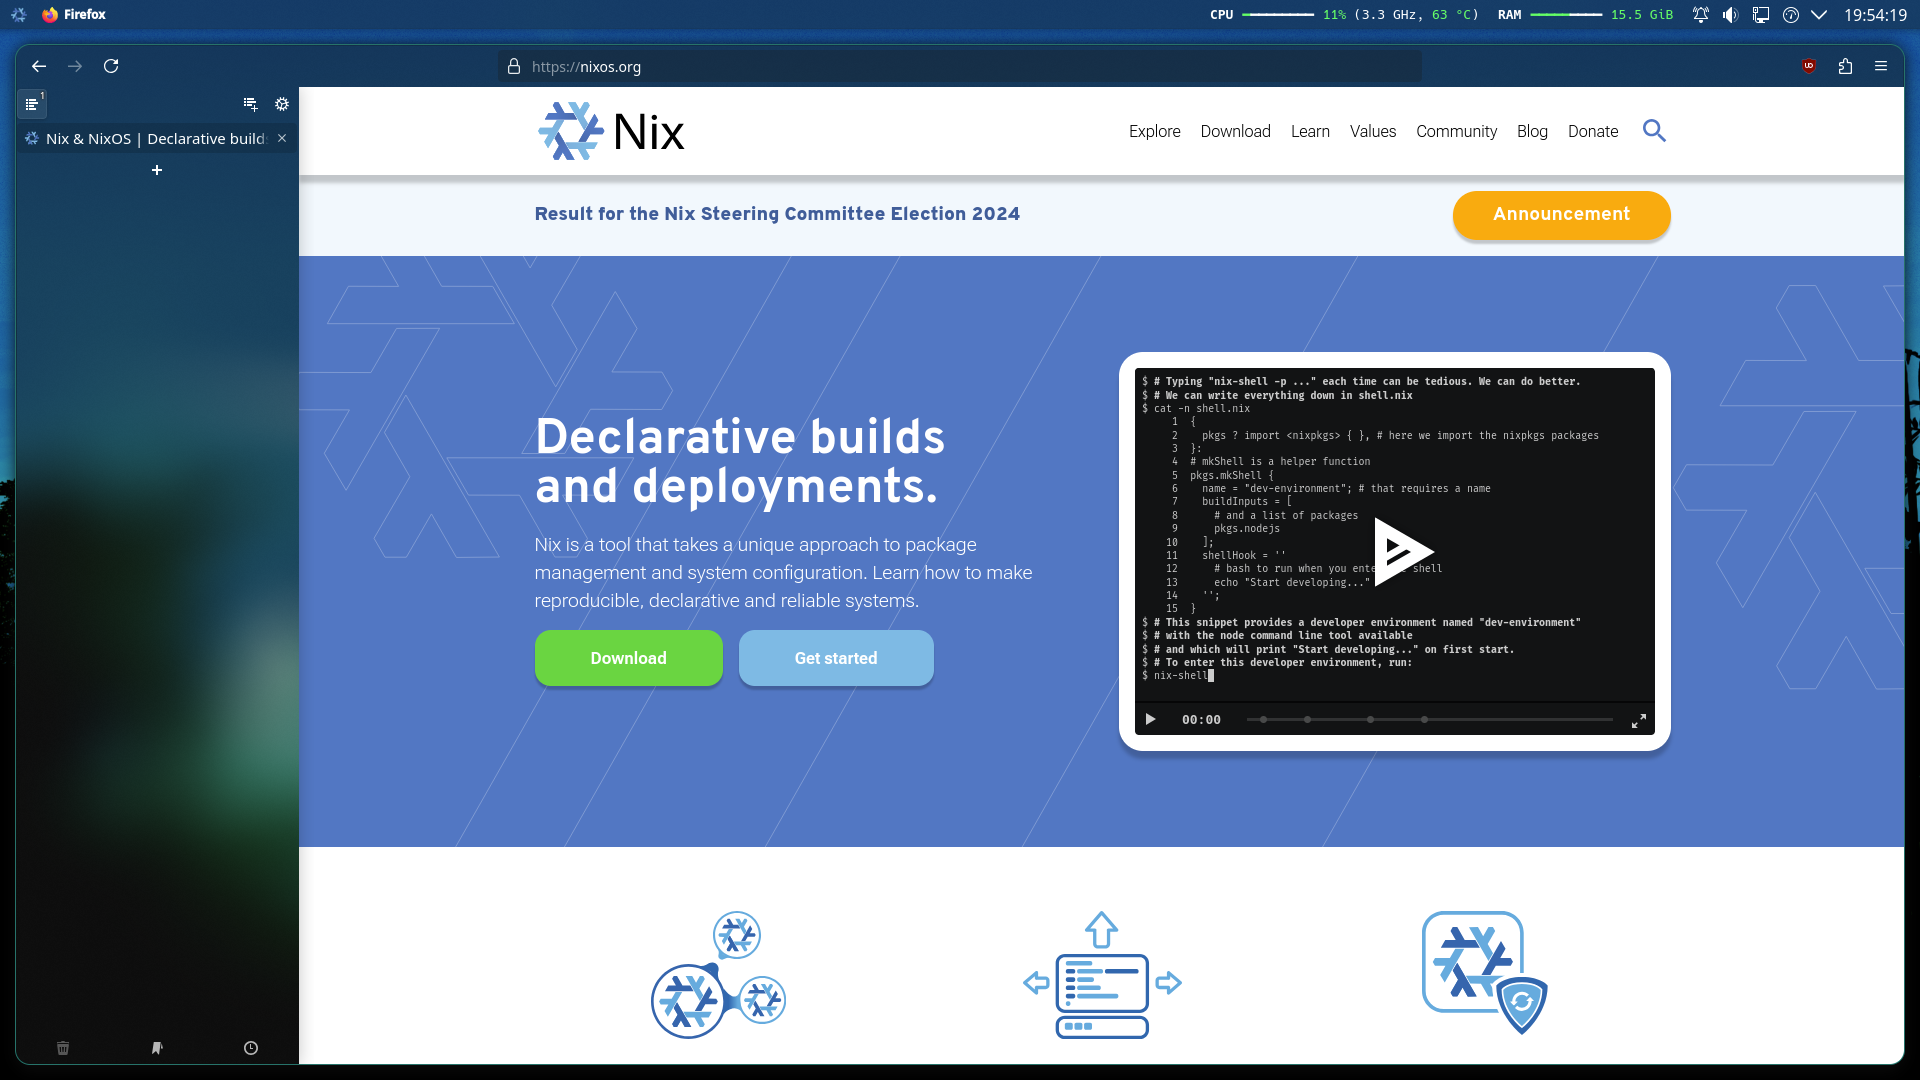 Firefox
CPU 11% (3.3 GHz, 63 °C) RAM 15.5 GiB 19:54:19
https://nixos.org
1
Nix & NixOS | Declarative build
Nix
Explore Download Learn Values Community Blog Donate
Result for the Nix Steering Committee Election 2024
Announcement
Declarative builds
and deployments.
Nix is a tool that takes a unique approach to package
management and system configuration. Learn how to make
reproducible, declarative and reliable systems.
Download Get started
$ # Typing "nix-shell -p ..." each time can be tedious. We can do better.
$ # We can write everything down in shell.nix
$ cat -n shell.nix
1 {
2 pkgs ? import <nixpkgs> { }, # here we import the nixpkgs packages
3 }:
4 # mkShell is a helper function
5 pkgs.mkShell {
6 name = "dev-environment"; # that requires a name
7 buildInputs = [
8 # and a list of packages
9 pkgs.nodejs
10 ];
11 shellHook = ''
12 # bash to run when you ente shell
13 echo "Start developing..."
14 '';
15 }
$ # This snippet provides a developer environment named "dev-environment"
$ # with the node command line tool available
$ # and which will print "Start developing..." on first start.
$ # To enter this developer environment, run:
$ nix-shell
00:00